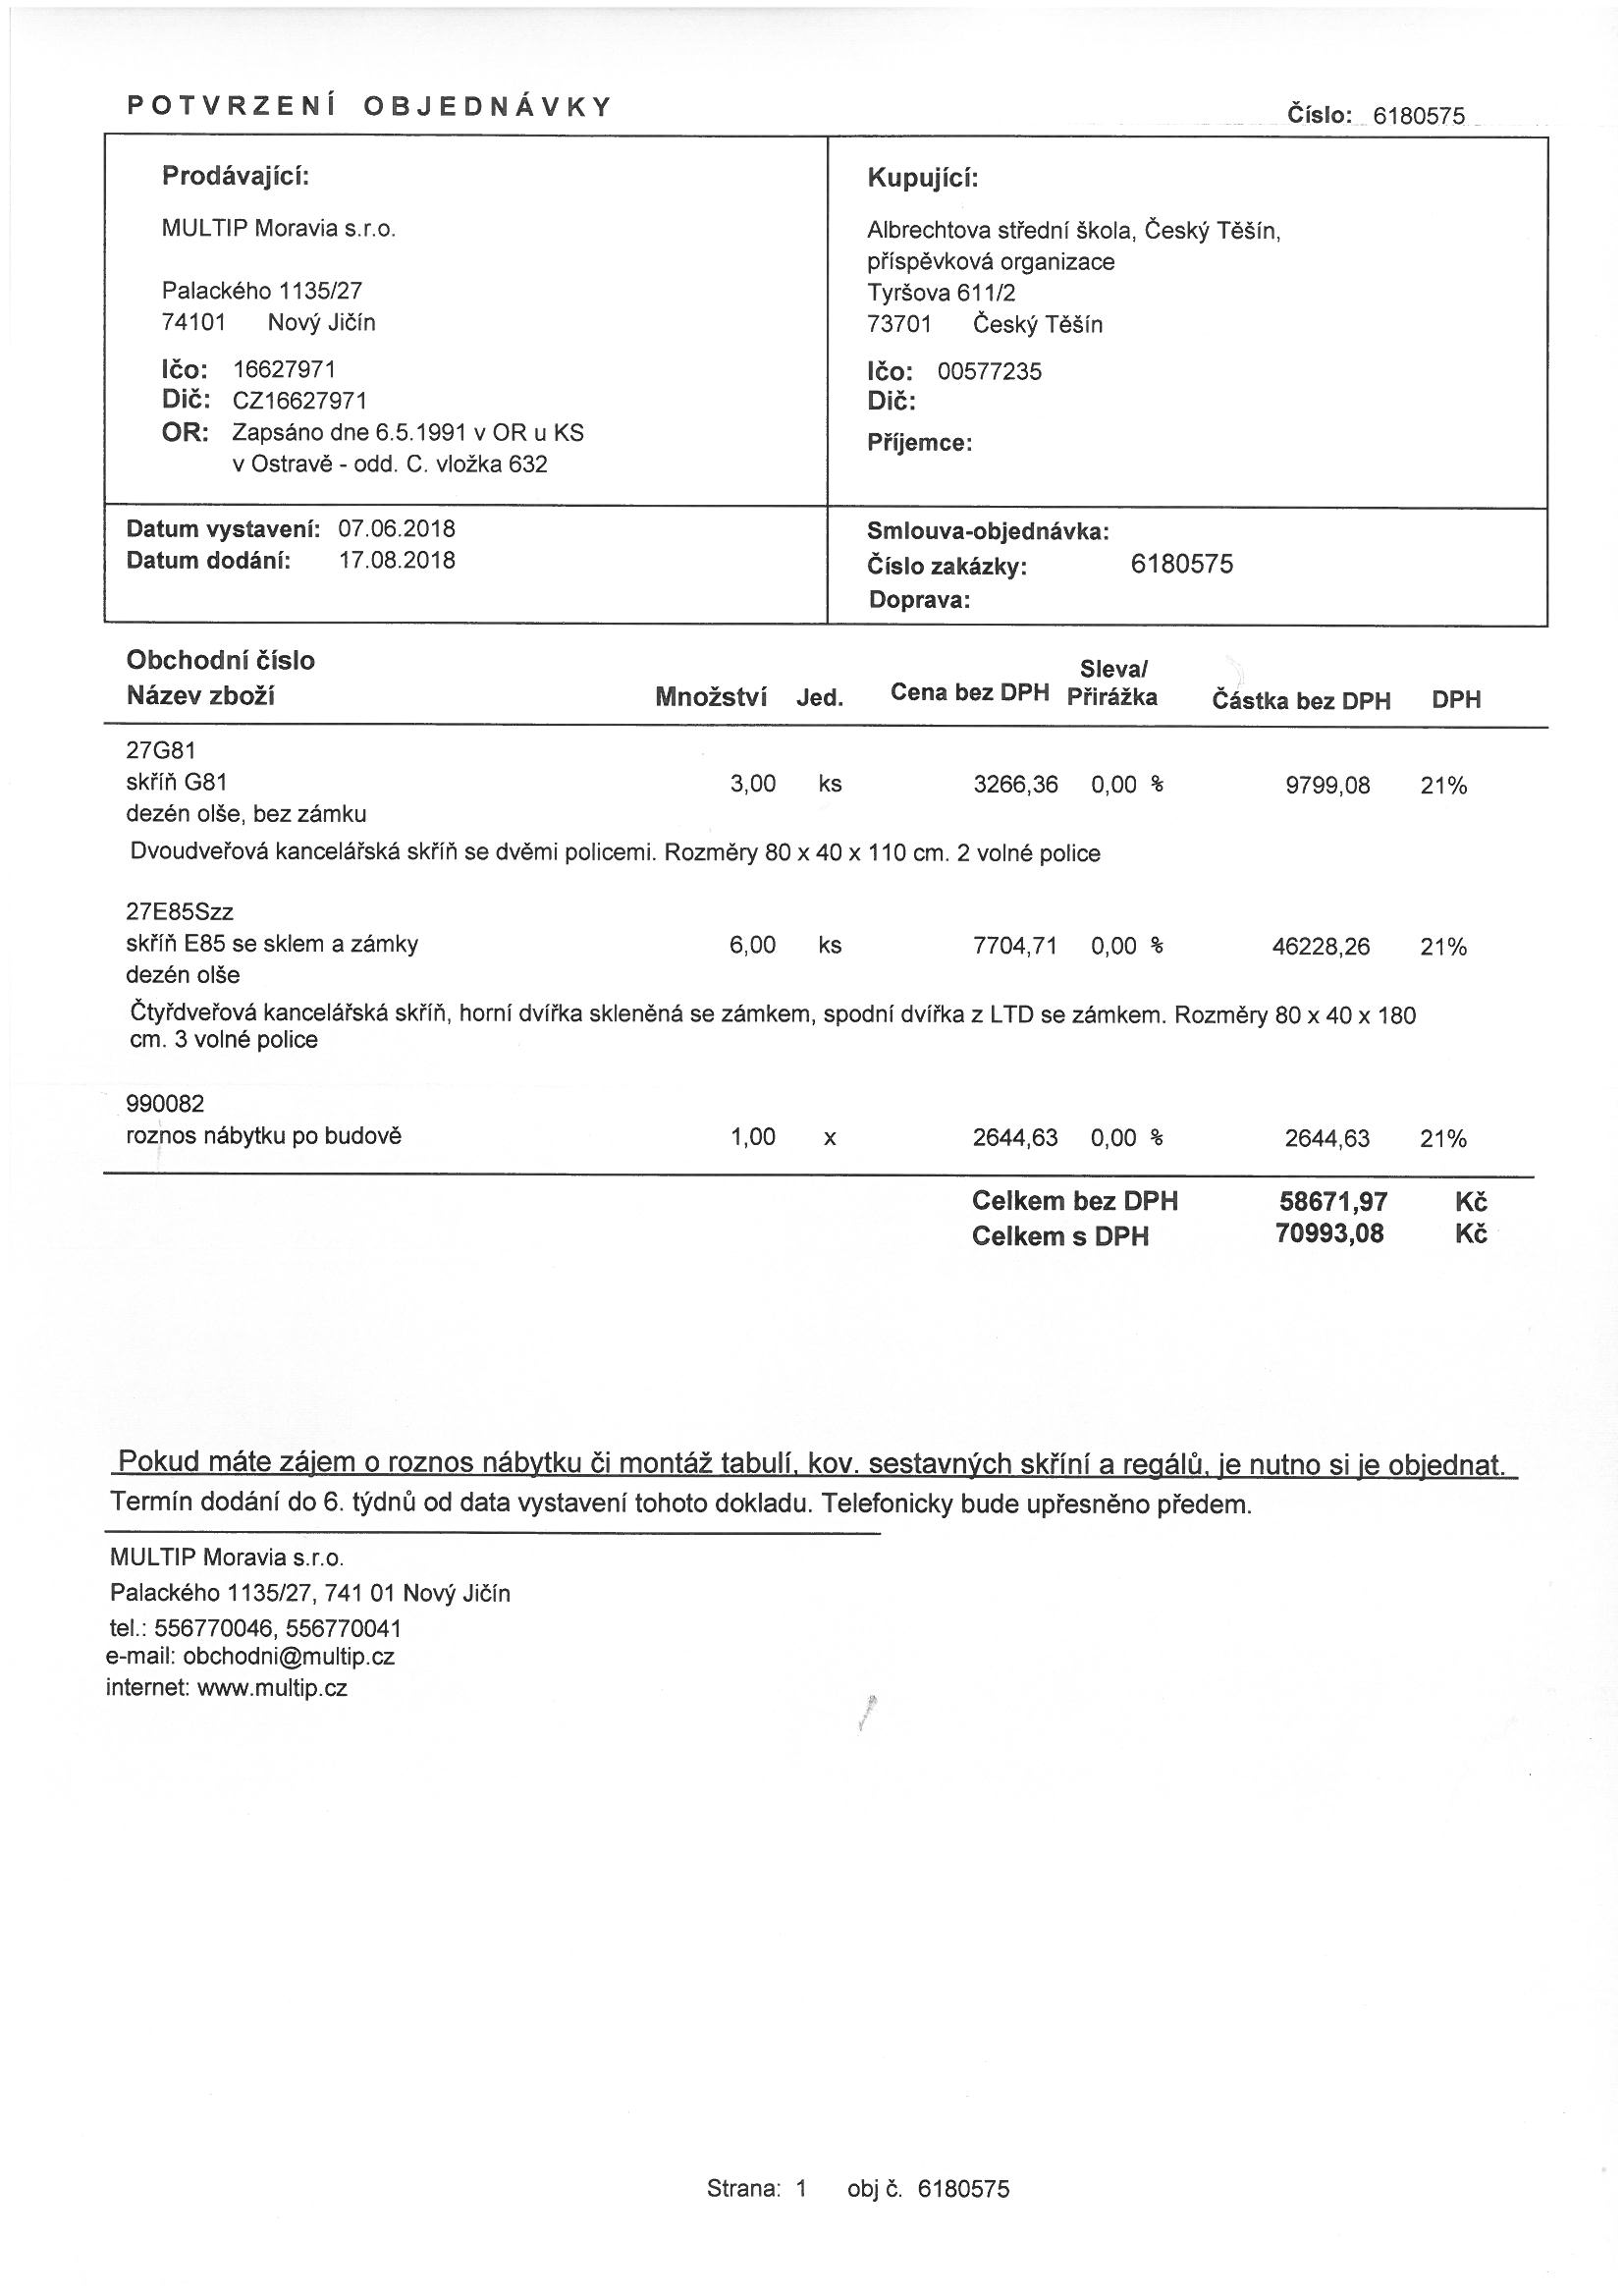 POTVRZENÍ OBJEDNÁVKY
Číslo: 6180575
Prodávající:
MULTIP Moravia s.r.o.
Palackého 1135/27
74101 Nový Jičín
Ičo: 16627971
Dič: CZ16627971
OR: Zapsáno dne 6.5.1991 v OR u KS
v Ostravě - odd. C. vložka 632
Kupující:
Albrechtova střední škola, Český Těšín,
příspěvková organizace
Tyršova 611/2
73701 Český Těšín
Ičo: 00577235
Dič:
Příjemce:
Datum vystavení: 07.06.2018
Datum dodání: 17.08.2018
Smlouva-objednávka:
Číslo zakázky: 6180575
Doprava:
Obchodní číslo
Název zboží Množství Jed. Cena bez DPH Sleva/ Přirážka Částka bez DPH DPH
27G81
skříň G81 3,00 ks 3266,36 0,00 % 9799,08 21%
dezén olše, bez zámku
Dvoudveřová kancelářská skříň se dvěmi policemi. Rozměry 80 x 40 x 110 cm. 2 volné police
27E85Szz
skříň E85 se sklem a zámky 6,00 ks 7704,71 0,00 % 46228,26 21%
dezén olše
Čtyřdveřová kancelářská skříň, horní dvířka skleněná se zámkem, spodní dvířka z LTD se zámkem. Rozměry 80 x 40 x 180
cm. 3 volné police
990082
roznos nábytku po budově 1,00 x 2644,63 0,00 % 2644,63 21%
Celkem bez DPH 58671,97 Kč
Celkem s DPH 70993,08 Kč
Pokud máte zájem o roznos nábytku či montáž tabulí, kov. sestavných skříní a regálů, je nutno si je objednat.
Termín dodání do 6. týdnů od data vystavení tohoto dokladu. Telefonicky bude upřesněno předem.
MULTIP Moravia s.r.o.
Palackého 1135/27, 741 01 Nový Jičín
tel.: 556770046, 556770041
e-mail: obchodni@multip.cz
internet: www.multip.cz
Strana: 1 obj č. 6180575